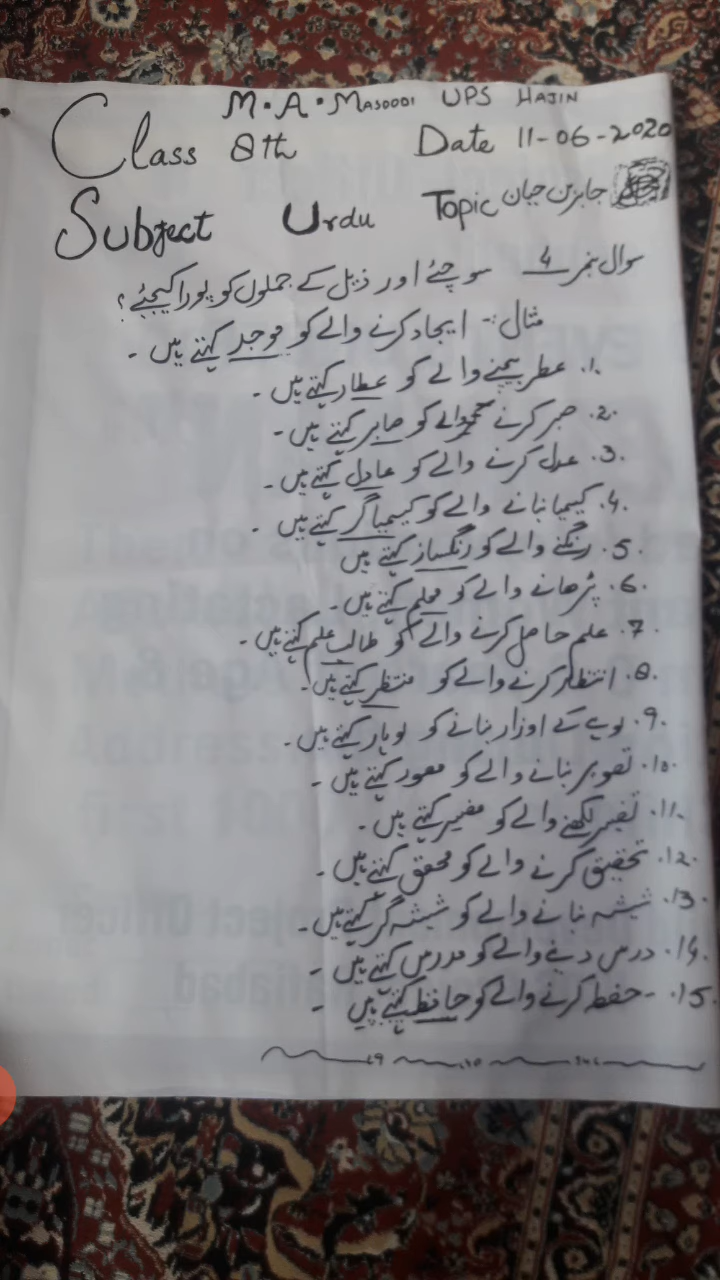 M.A. MASOODI UPS HAJIN
Class 8th Date 11-06-2020
Subject Urdu Topic جابر بن حیان
سوال نمبر 4 سوچئے اور ذیل کے جملوں کو پورا کیجئے؟
مثال:- ایجاد کرنے والے کو موجد کہتے ہیں۔
1. عطر بیچنے والے کو عطار کہتے ہیں۔
2. صبر کرنے والے کو صابر کہتے ہیں۔
3. عدل کرنے والے کو عادل کہتے ہیں۔
4. کیمیا بنانے والے کو کیمیاگر کہتے ہیں۔
5. رنگنے والے کو رنگساز کہتے ہیں
6. پڑھانے والے کو معلم کہتے ہیں۔
7. علم حاصل کرنے والے کو طالب علم کہتے ہیں۔
8. انتظار کرنے والے کو منتظر کہتے ہیں۔
9. لوہے کے اوزار بنانے کو لوہار کہتے ہیں۔
10. تصویر بنانے والے کو مصور کہتے ہیں۔
11. تفسیر لکھنے والے کو مفسر کہتے ہیں۔
12. تحقیق کرنے والے کو محقق کہتے ہیں۔
13. شیشہ بنانے والے کو شیشہ گر کہتے ہیں۔
14. درس دینے والے کو مدرس کہتے ہیں۔
15. حفظ کرنے والے کو حافظ کہتے ہیں۔